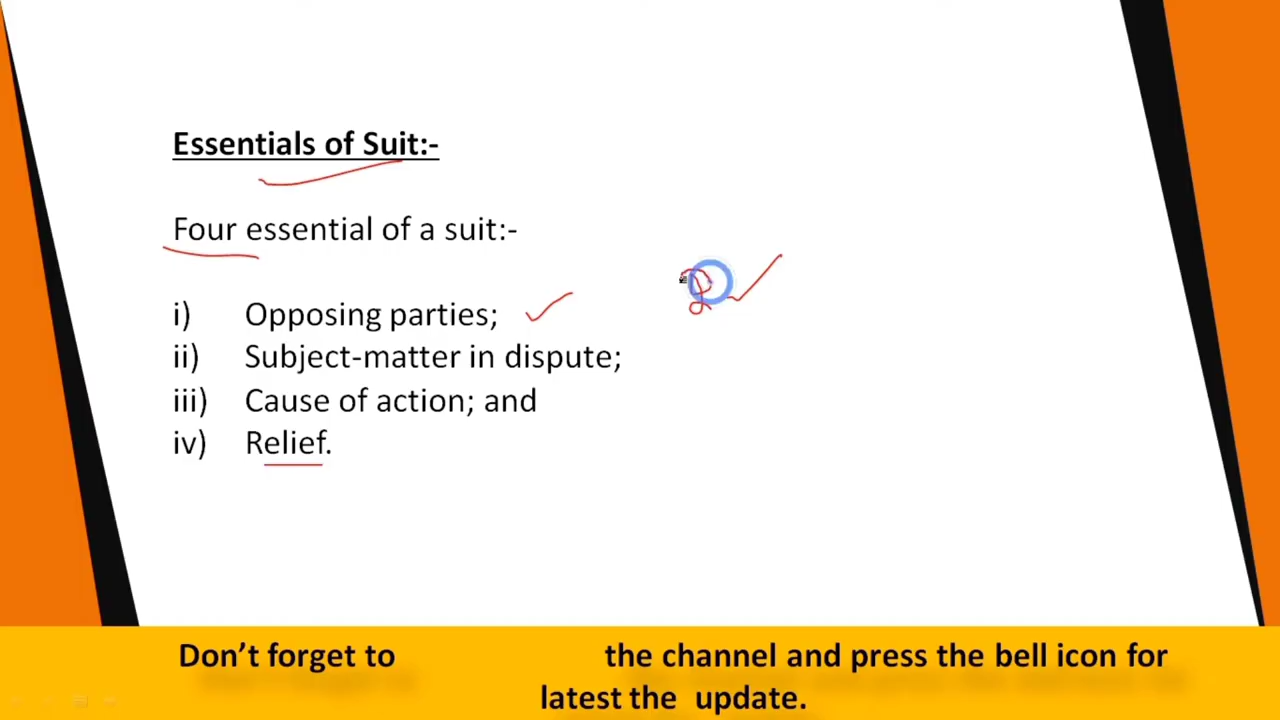 Essentials of Suit:-
Four essential of a suit:-
i) Opposing parties;
ii) Subject-matter in dispute;
iii) Cause of action; and
iv) Relief.
Don’t forget to the channel and press the bell icon for
latest the update.